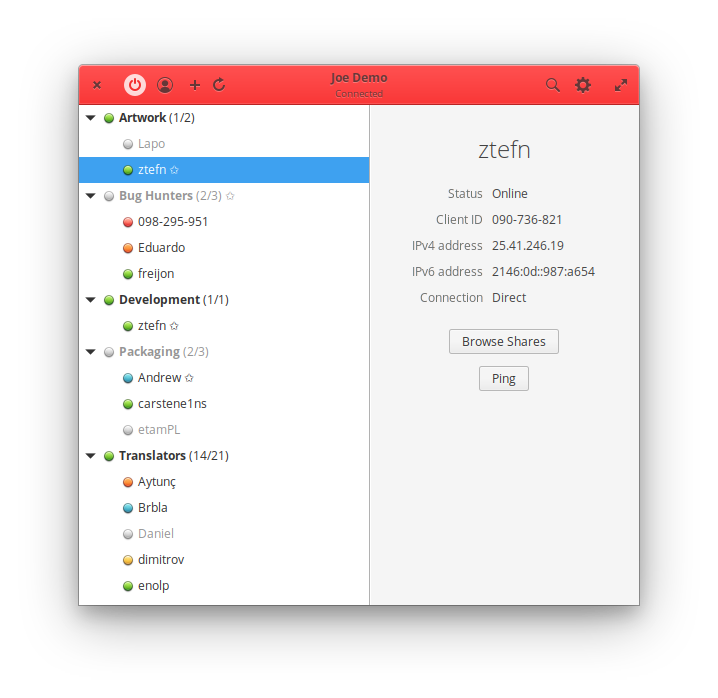 Joe Demo
Connected
Artwork (1/2)
Lapo
ztefn ✩
Bug Hunters (2/3) ✩
098-295-951
Eduardo
freijon
Development (1/1)
ztefn ✩
Packaging (2/3)
Andrew ✩
carstene1ns
etamPL
Translators (14/21)
Aytunç
Brbla
Daniel
dimitrov
enolp
ztefn
Status Online
Client ID 090-736-821
IPv4 address 25.41.246.19
IPv6 address 2146:0d::987:a654
Connection Direct
Browse Shares
Ping